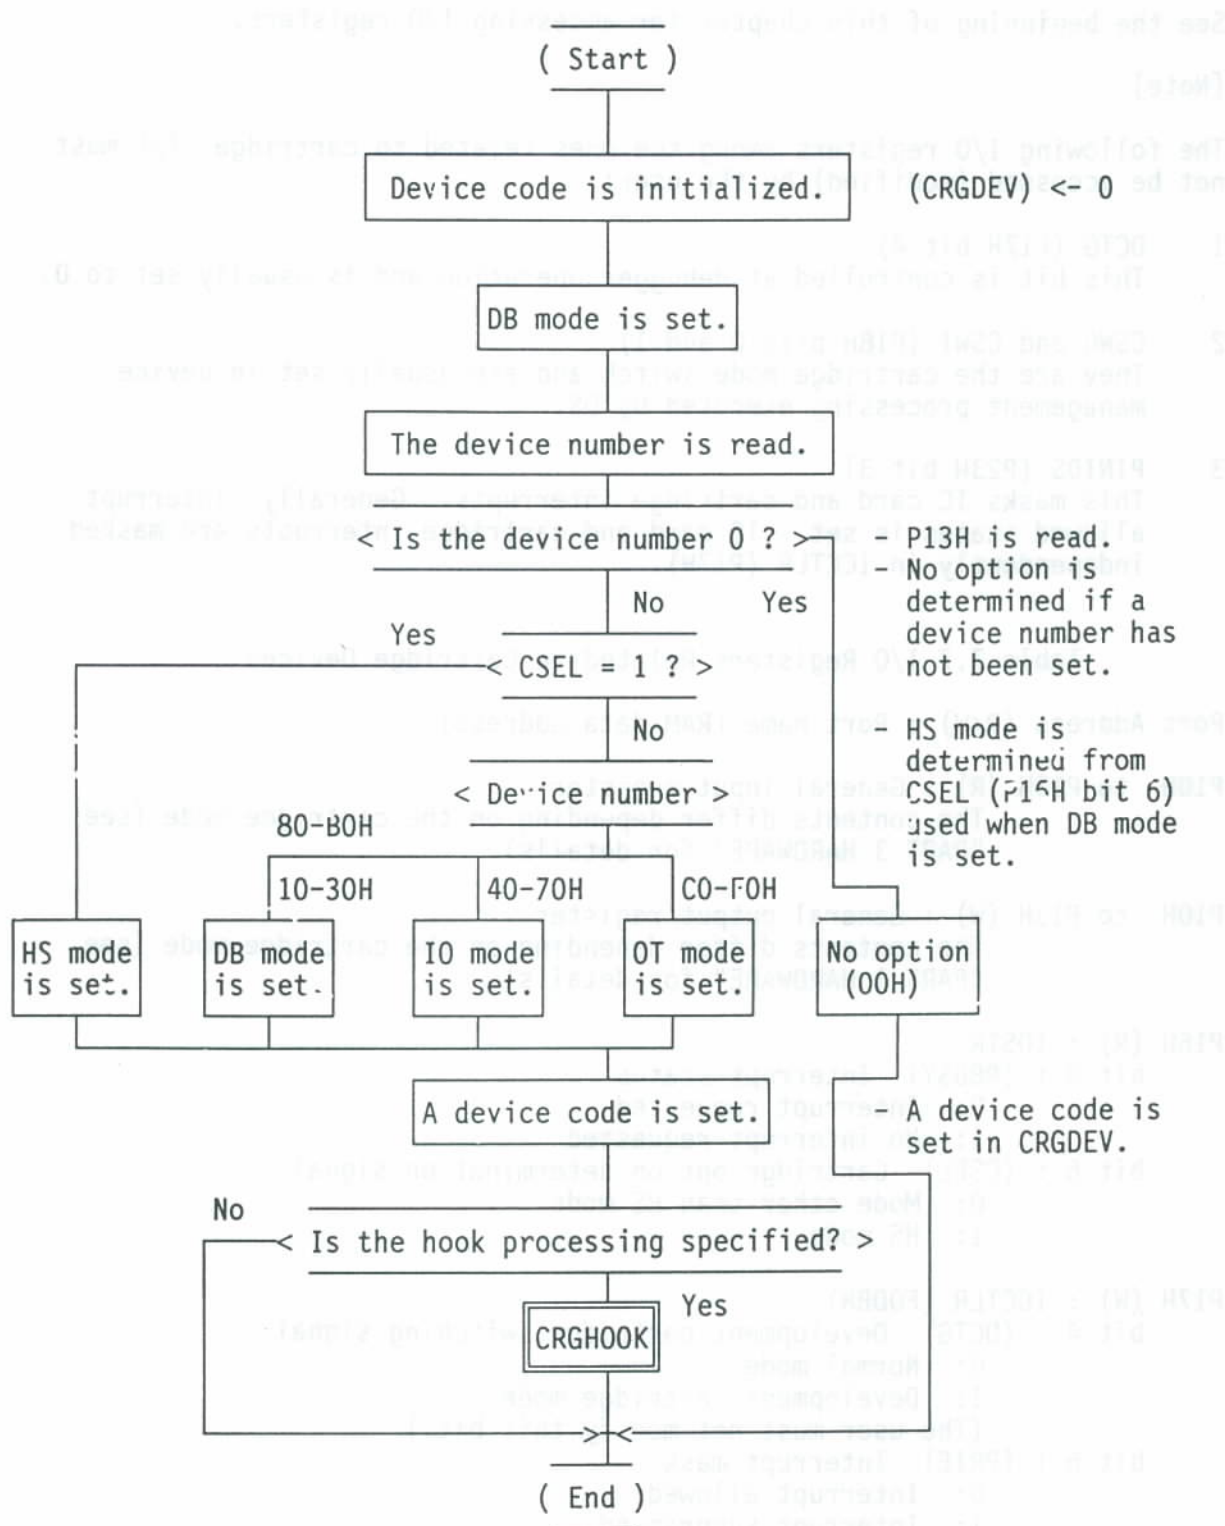 ( Start )
Device code is initialized.
(CRGDEV) <- 0
DB mode is set.
The device number is read.
< Is the device number 0 ? >
- P13H is read.
- No option is
determined if a
device number has
not been set.
No
Yes
Yes
< CSEL = 1 ? >
No
- HS mode is
determined from
CSEL (P16H bit 6)
used when DB mode
is set.
< Device number >
80-B0H
10-30H
40-70H
C0-F0H
HS mode
is set.
DB mode
is set.
IO mode
is set.
OT mode
is set.
No option
(00H)
A device code is set.
- A device code is
set in CRGDEV.
No
< Is the hook processing specified? >
Yes
CRGHOOK
> <
( End )